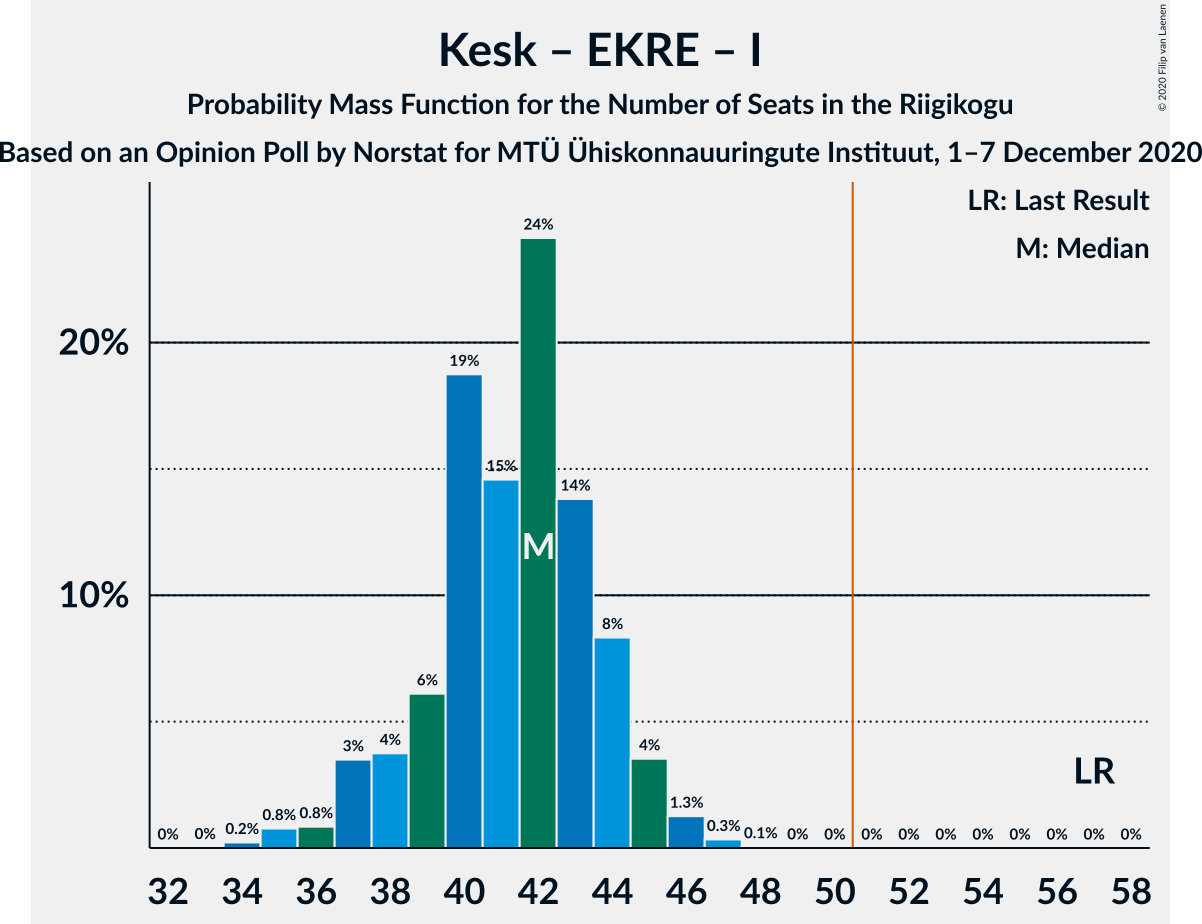 Kesk – EKRE – I
Probability Mass Function for the Number of Seats in the Riigikogu
Based on an Opinion Poll by Norstat for MTÜ Ühiskonnauuringute Instituut, 1–7 December 2020
© 2020 Filip van Laenen
LR: Last Result
M: Median
24%
20%
19%
15%
14%
M
10%
8%
6%
3% 4% 4%
LR
0% 0% 0.2% 0.8% 0.8% 1.3% 0.3% 0.1% 0% 0% 0% 0% 0% 0% 0% 0% 0% 0%
32 34 36 38 40 42 44 46 48 50 52 54 56 58